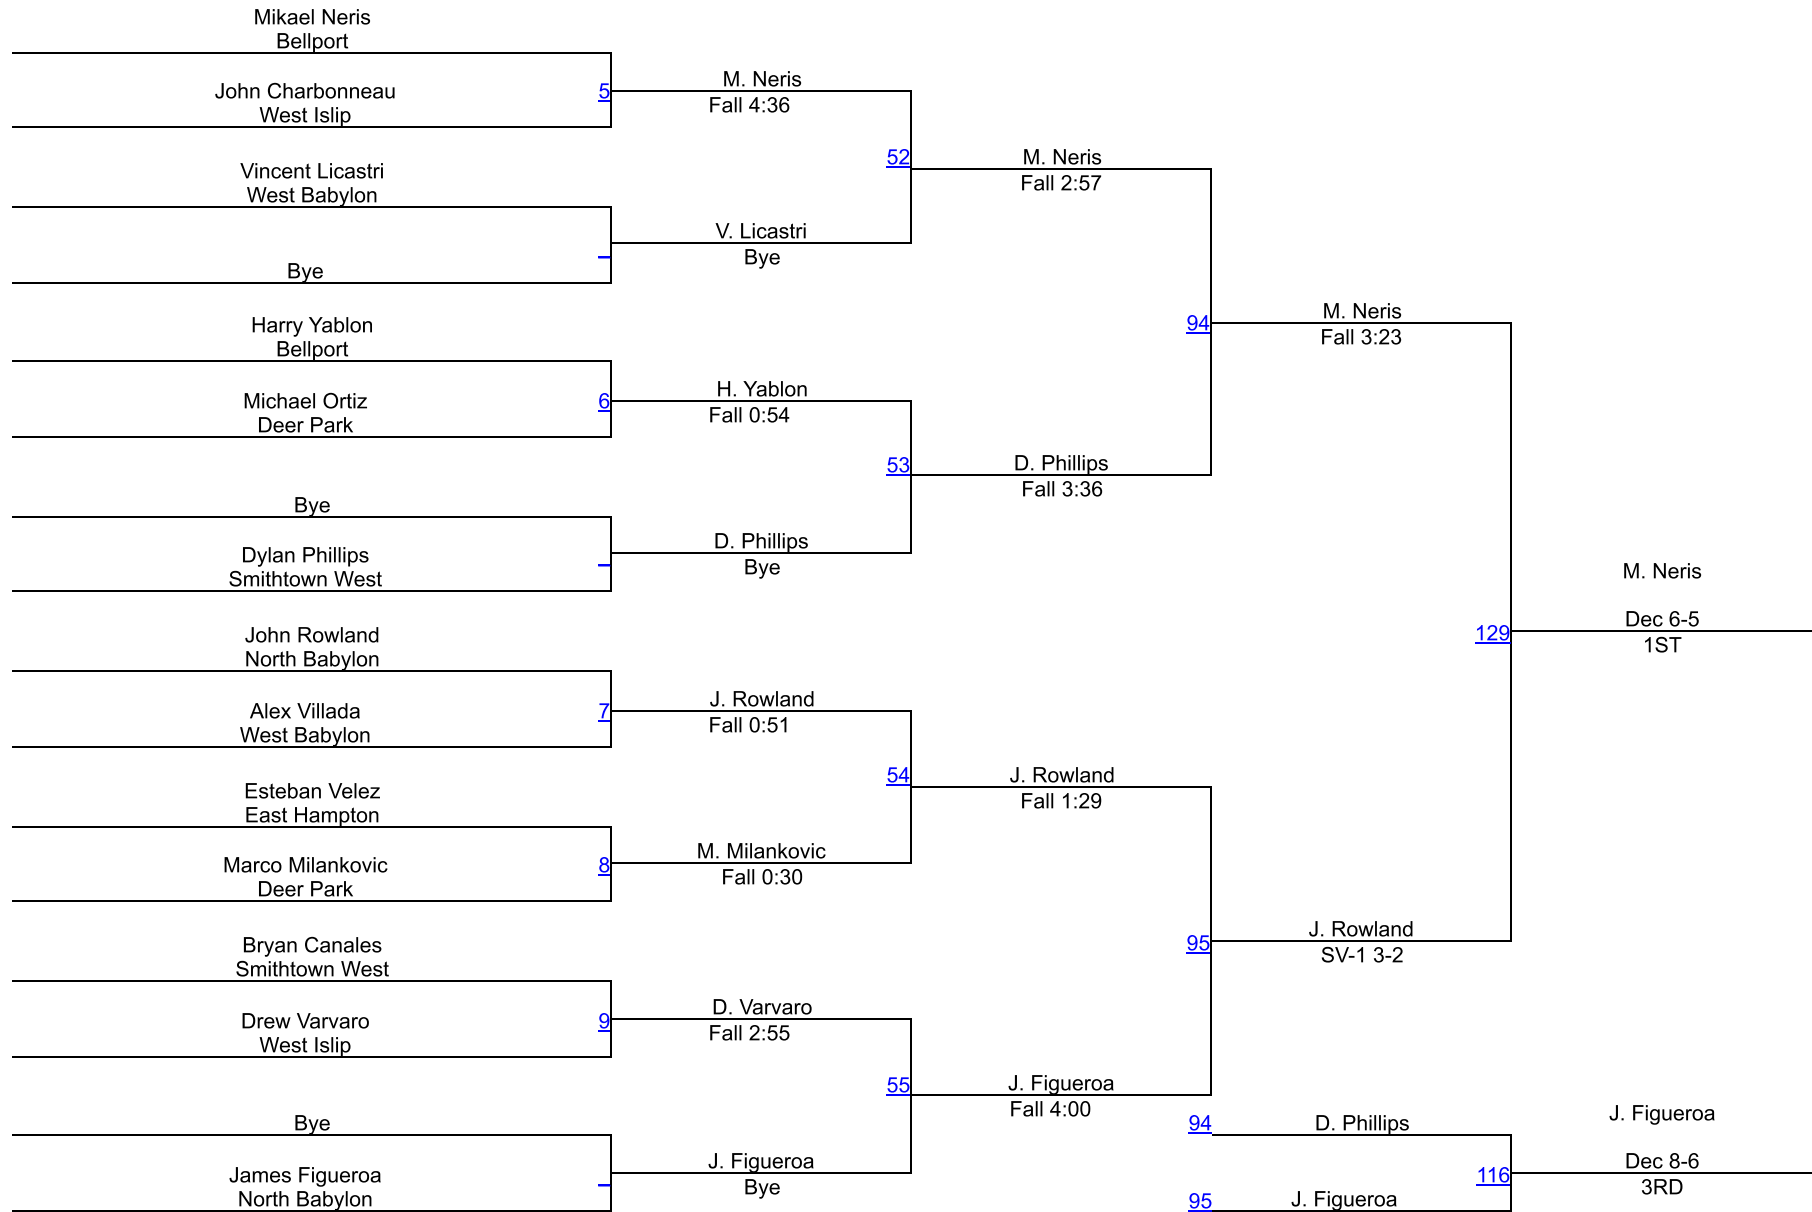 Mikael Neris
Bellport
John Charbonneau
West Islip
5
M. Neris
Fall 4:36
Vincent Licastri
West Babylon
Bye
V. Licastri
Bye
52
M. Neris
Fall 2:57
Harry Yablon
Bellport
Michael Ortiz
Deer Park
6
H. Yablon
Fall 0:54
Bye
Dylan Phillips
Smithtown West
D. Phillips
Bye
53
D. Phillips
Fall 3:36
94
M. Neris
Fall 3:23
John Rowland
North Babylon
Alex Villada
West Babylon
7
J. Rowland
Fall 0:51
Esteban Velez
East Hampton
Marco Milankovic
Deer Park
8
M. Milankovic
Fall 0:30
54
J. Rowland
Fall 1:29
Bryan Canales
Smithtown West
Drew Varvaro
West Islip
9
D. Varvaro
Fall 2:55
Bye
James Figueroa
North Babylon
J. Figueroa
Bye
55
J. Figueroa
Fall 4:00
95
J. Rowland
SV-1 3-2
129
M. Neris
Dec 6-5
1ST
94
D. Phillips
95
J. Figueroa
116
J. Figueroa
Dec 8-6
3RD